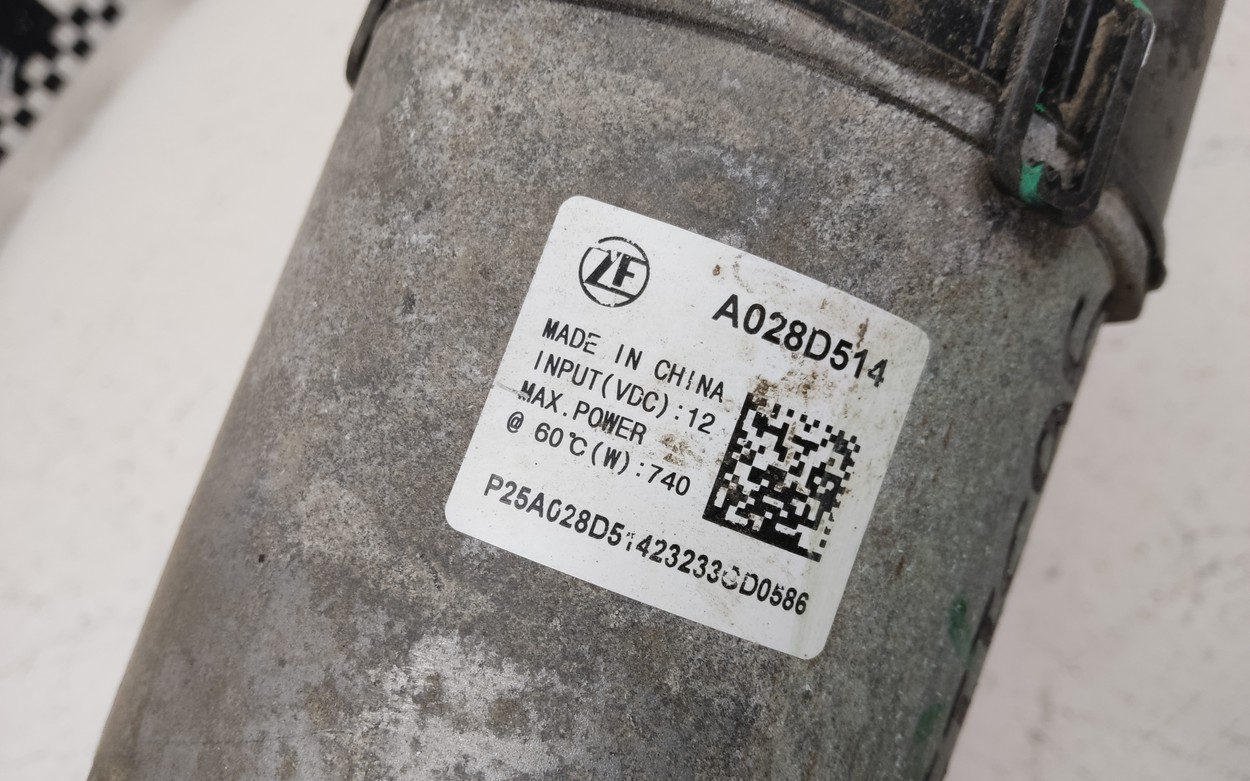 ZF
A028D514
MADE IN CHINA
INPUT(VDC):12
MAX.POWER
@ 60℃(W):740